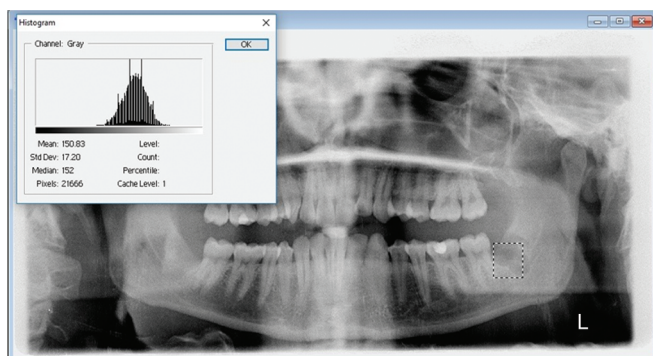 Histogram
OK
Channel: Gray
Mean: 150.83 Level:
Std Dev: 17.20 Count:
Median: 152 Percentile:
Pixels: 21666 Cache Level: 1
L